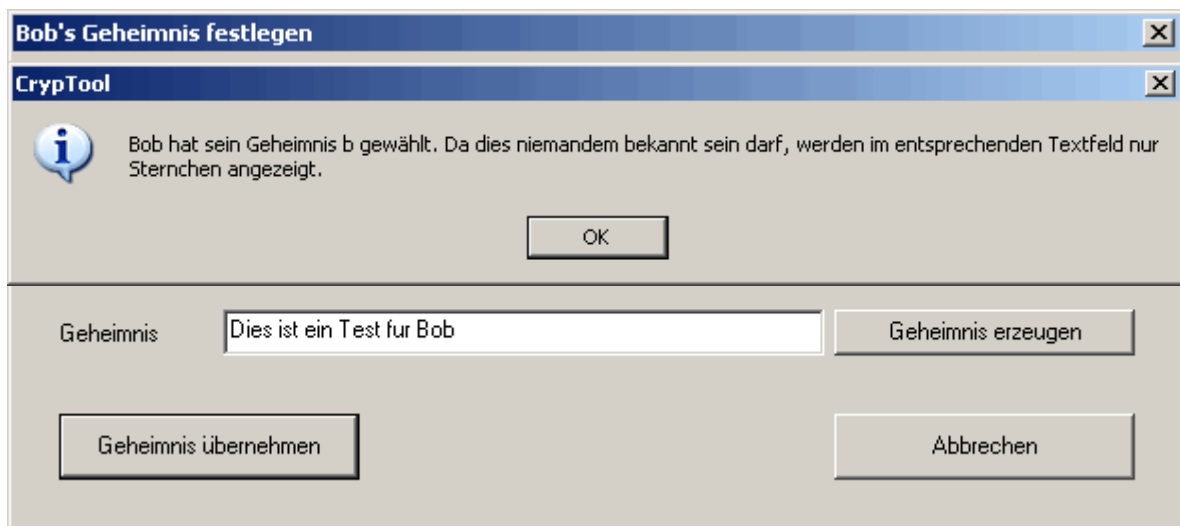 Bob's Geheimnis festlegen
CrypTool
Bob hat sein Geheimnis b gewählt. Da dies niemandem bekannt sein darf, werden im entsprechenden Textfeld nur
Sternchen angezeigt.
OK
Geheimnis Dies ist ein Test fur Bob Geheimnis erzeugen
Geheimnis übernehmen Abbrechen